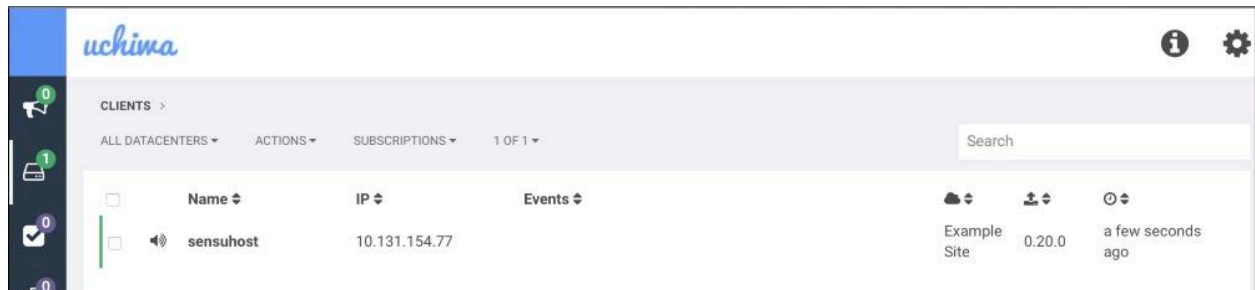 uchiwa
0
CLIENTS >
ALL DATACENTERS ACTIONS SUBSCRIPTIONS 1 OF 1 Search
1
Name IP Events
0
sensuhost 10.131.154.77 Example Site 0.20.0 a few seconds ago
0